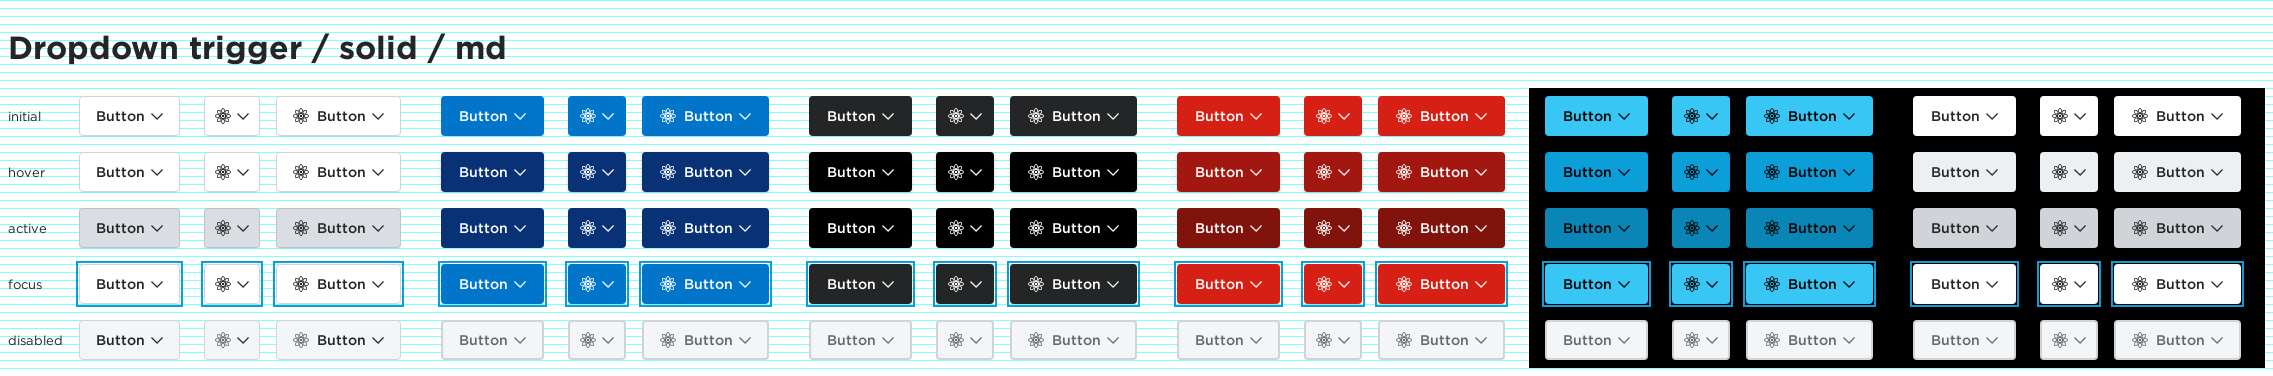 Dropdown trigger / solid / md
initial Button Button Button Button Button Button Button Button Button Button Button Button
hover Button Button Button Button Button Button Button Button Button Button Button Button
active Button Button Button Button Button Button Button Button Button Button Button Button
focus Button Button Button Button Button Button Button Button Button Button Button Button
disabled Button Button Button Button Button Button Button Button Button Button Button Button